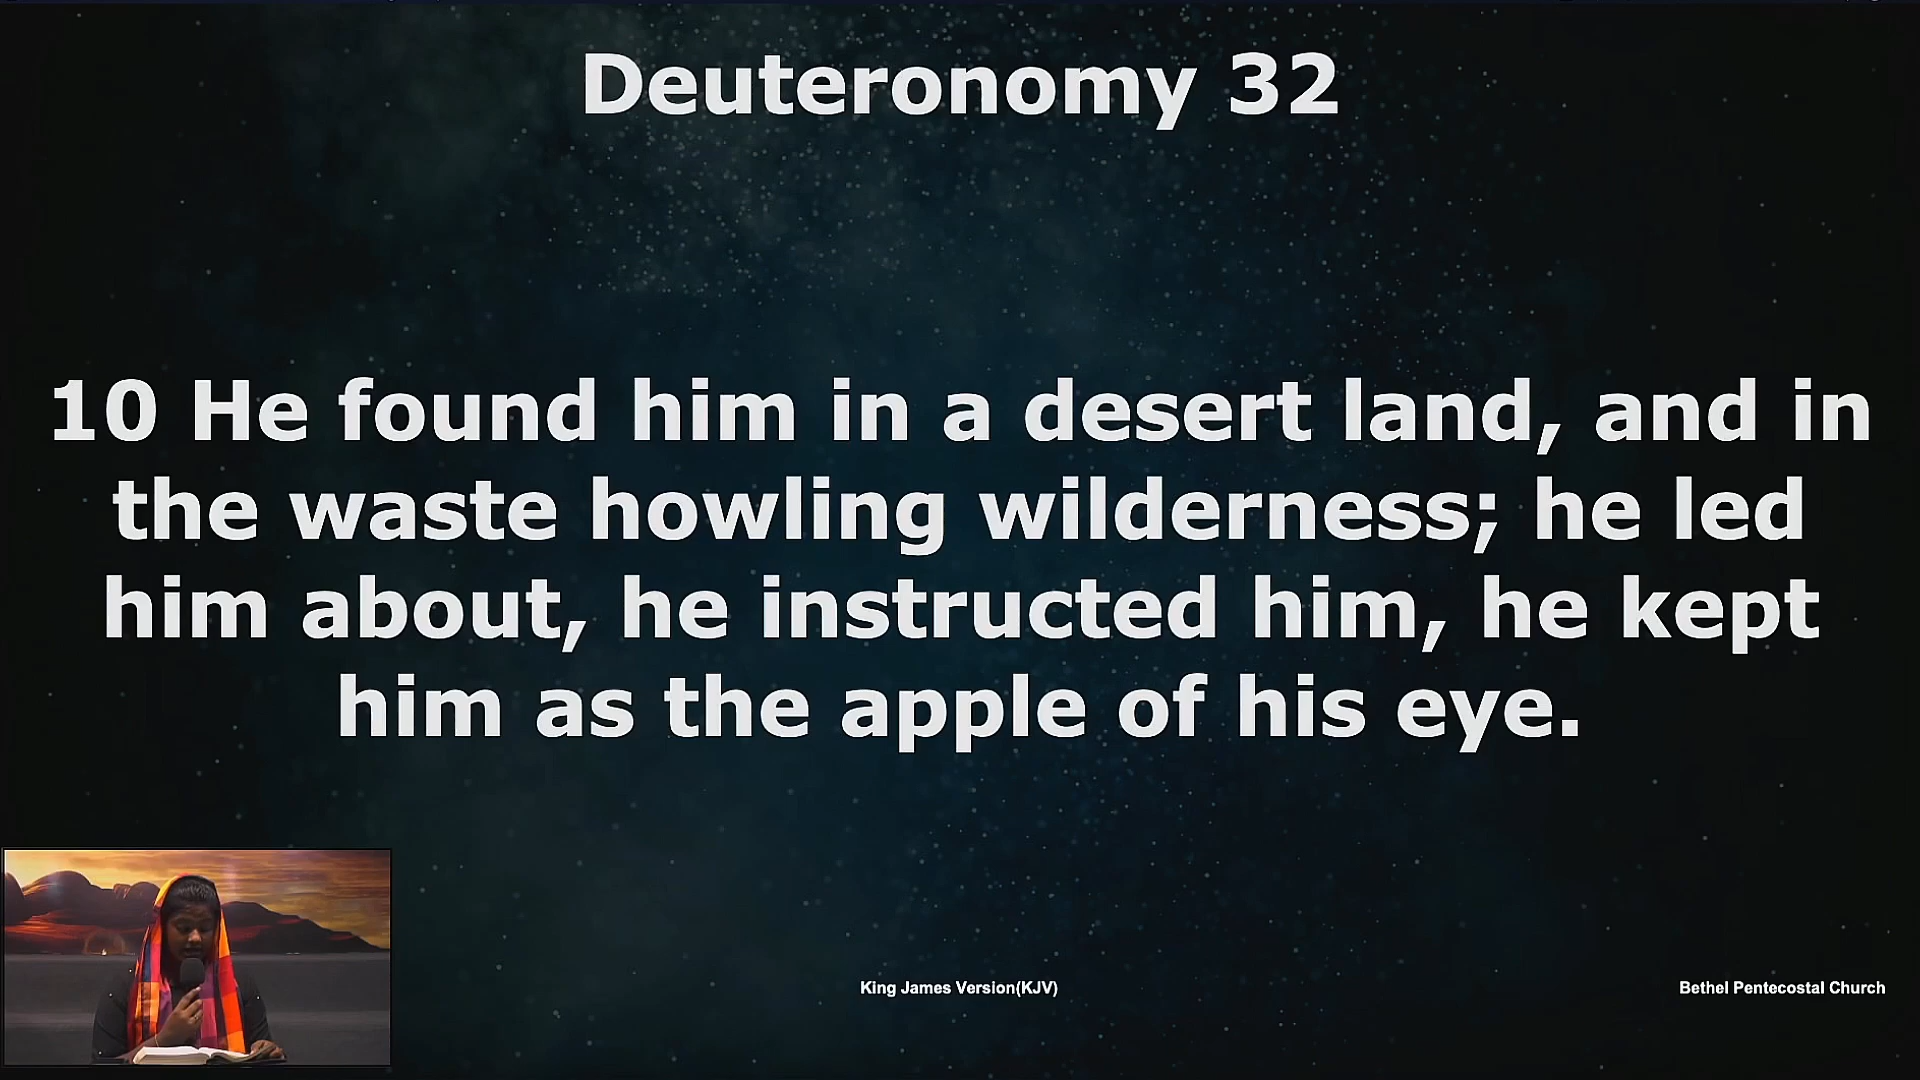 Deuteronomy 32
10 He found him in a desert land, and in
the waste howling wilderness; he led
him about, he instructed him, he kept
him as the apple of his eye.
King James Version(KJV)
Bethel Pentecostal Church